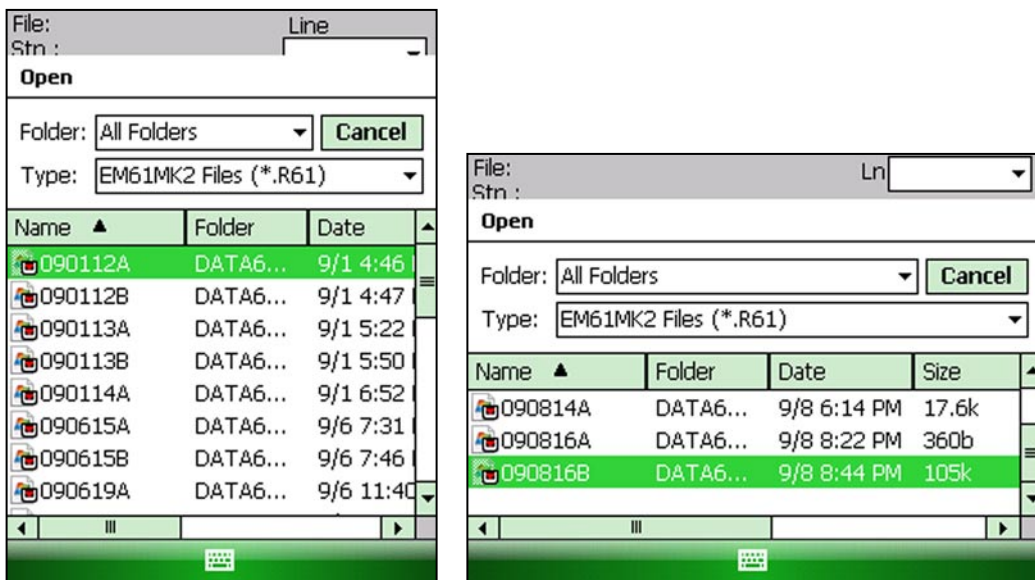 File: Line
Stn :
Open
Folder: All Folders Cancel
Type: EM61MK2 Files (*.R61)
Name Folder Date
090112A DATA6... 9/1 4:46
090112B DATA6... 9/1 4:47
090113A DATA6... 9/1 5:22
090113B DATA6... 9/1 5:50
090114A DATA6... 9/1 6:52
090615A DATA6... 9/6 7:31
090615B DATA6... 9/6 7:46
090619A DATA6... 9/6 11:40
File: Ln
Stn :
Open
Folder: All Folders Cancel
Type: EM61MK2 Files (*.R61)
Name Folder Date Size
090814A DATA6... 9/8 6:14 PM 17.6k
090816A DATA6... 9/8 8:22 PM 360b
090816B DATA6... 9/8 8:44 PM 105k